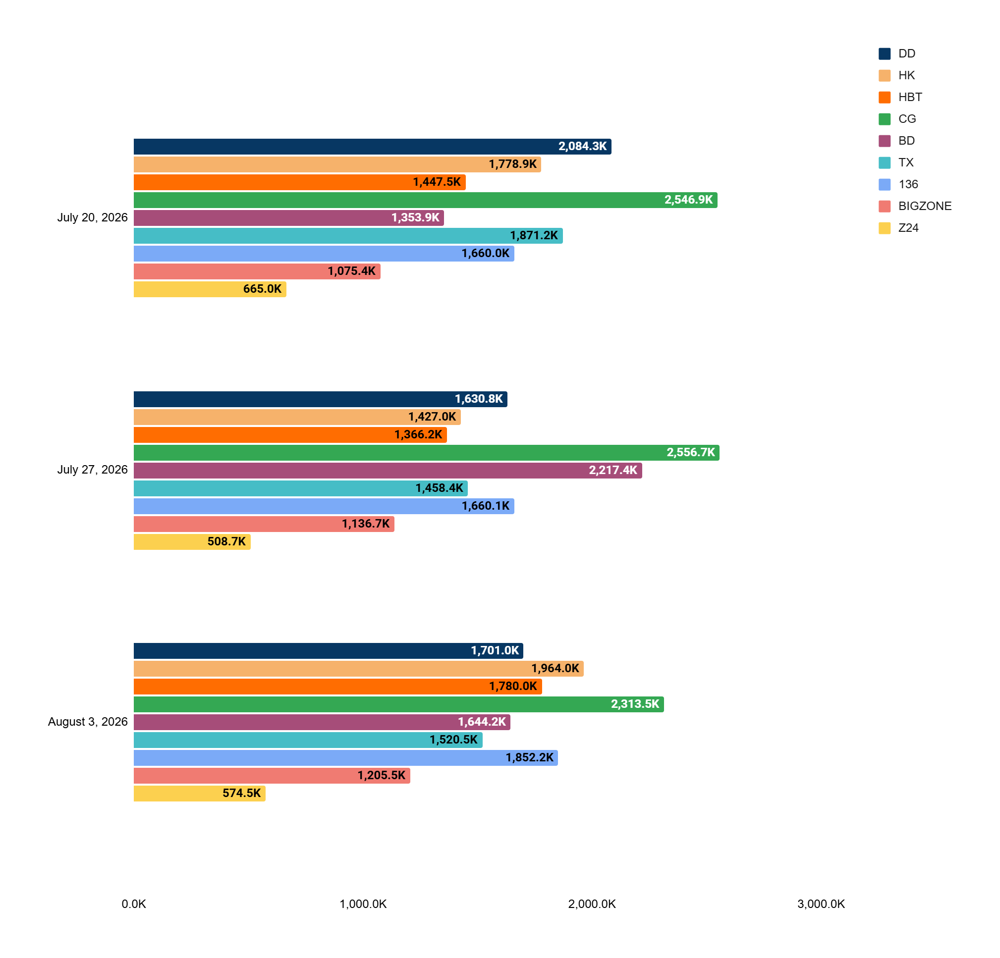 DD
HK
HBT
CG
BD
TX
136
BIGZONE
Z24
2,084.3K
1,778.9K
1,447.5K
2,546.9K
July 20, 2026
1,353.9K
1,871.2K
1,660.0K
1,075.4K
665.0K
1,630.8K
1,427.0K
1,366.2K
2,556.7K
July 27, 2026
2,217.4K
1,458.4K
1,660.1K
1,136.7K
508.7K
1,701.0K
1,964.0K
1,780.0K
2,313.5K
August 3, 2026
1,644.2K
1,520.5K
1,852.2K
1,205.5K
574.5K
0.0K
1,000.0K
2,000.0K
3,000.0K